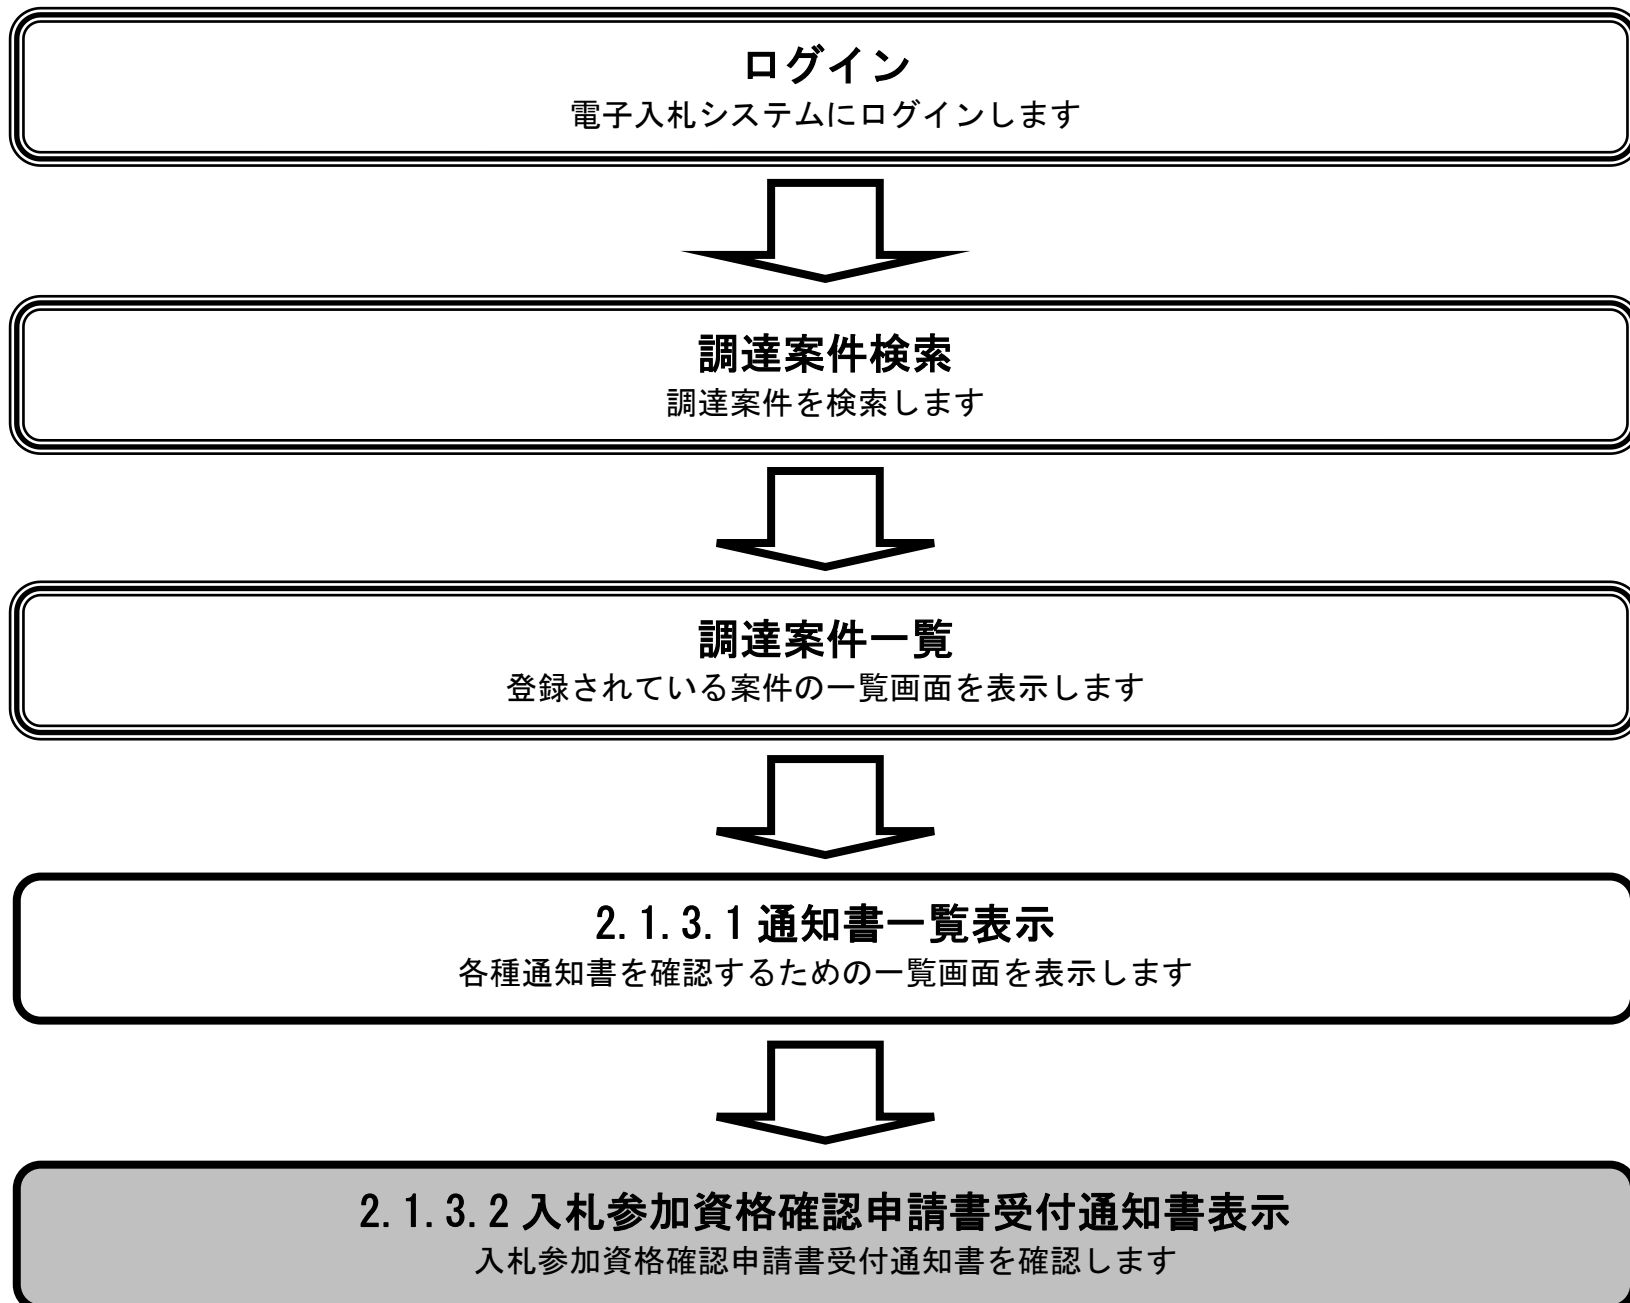 ログイン
電子入札システムにログインします
調達案件検索
調達案件を検索します
調達案件一覧
登録されている案件の一覧画面を表示します
2.1.3.1 通知書一覧表示
各種通知書を確認するための一覧画面を表示します
2.1.3.2 入札参加資格確認申請書受付通知書表示
入札参加資格確認申請書受付通知書を確認します